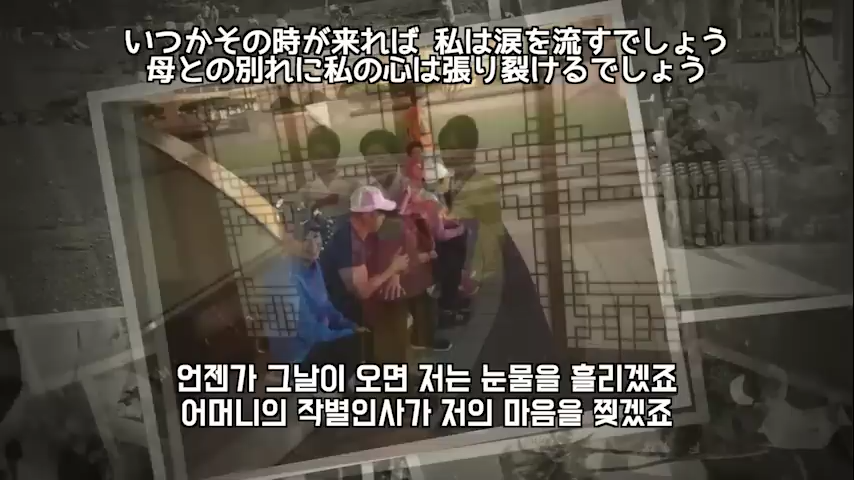 いつかその時が来れば 私は涙を流すでしょう
母との別れに私の心は張り裂けるでしょう
언젠가 그날이 오면 저는 눈물을 흘리겠죠
어머니의 작별인사가 저의 마음을 찢겠죠